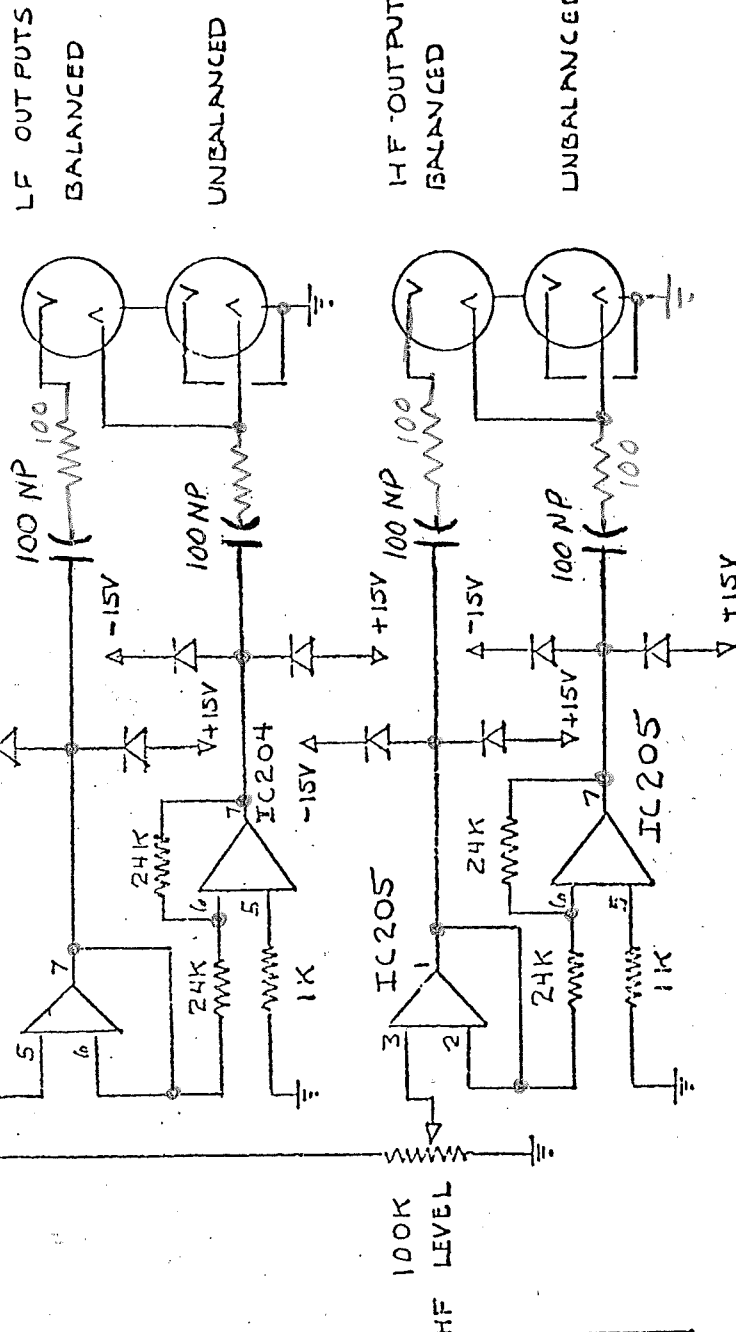 LF OUTPUTS
BALANCED
UNBALANCED
HF OUTPUT
BALANCED
UNBALANCED
100 NP
100
100 NP
100 NP
100
100 NP
100
-15V
+15V
+15V
-15V
-15V
+15V
+15V
IC204
IC205
IC205
24K
24K
1K
24K
24K
1K
7
5
6
7
6
5
1
3
2
7
6
5
100K
HF LEVEL